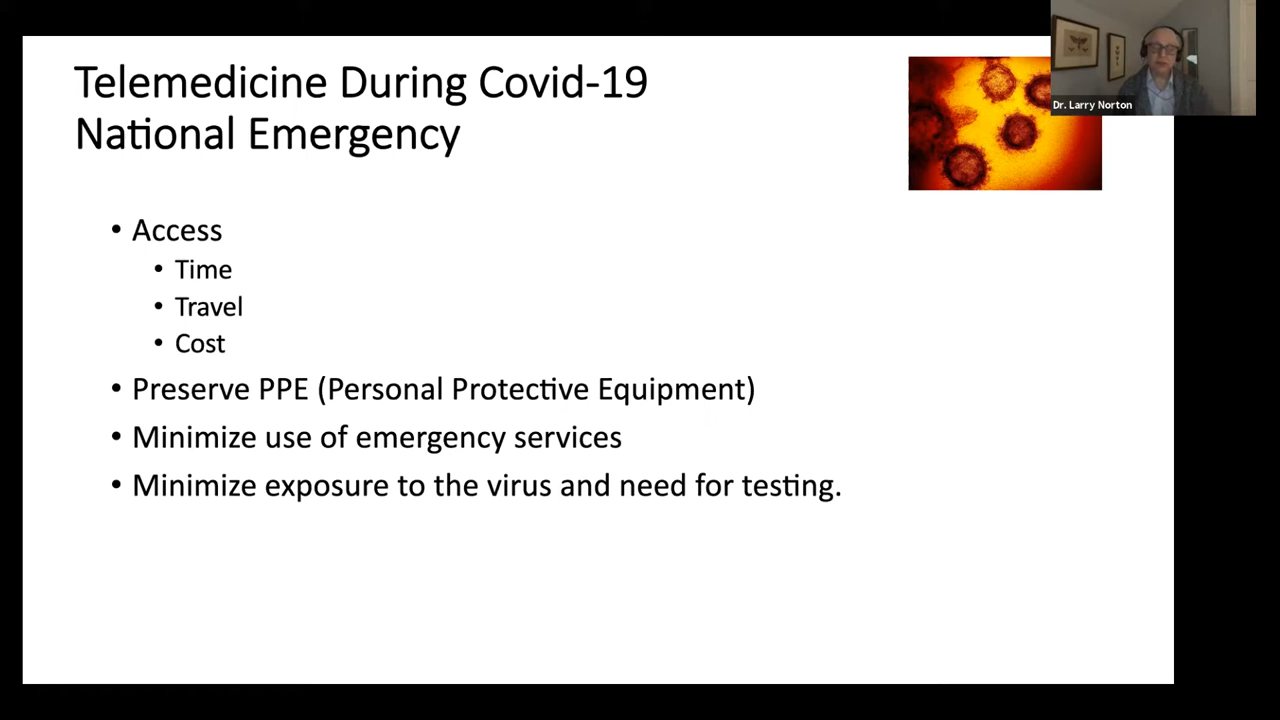 Telemedicine During Covid-19
National Emergency
Dr. Larry Norton
• Access
• Time
• Travel
• Cost
• Preserve PPE (Personal Protective Equipment)
• Minimize use of emergency services
• Minimize exposure to the virus and need for testing.